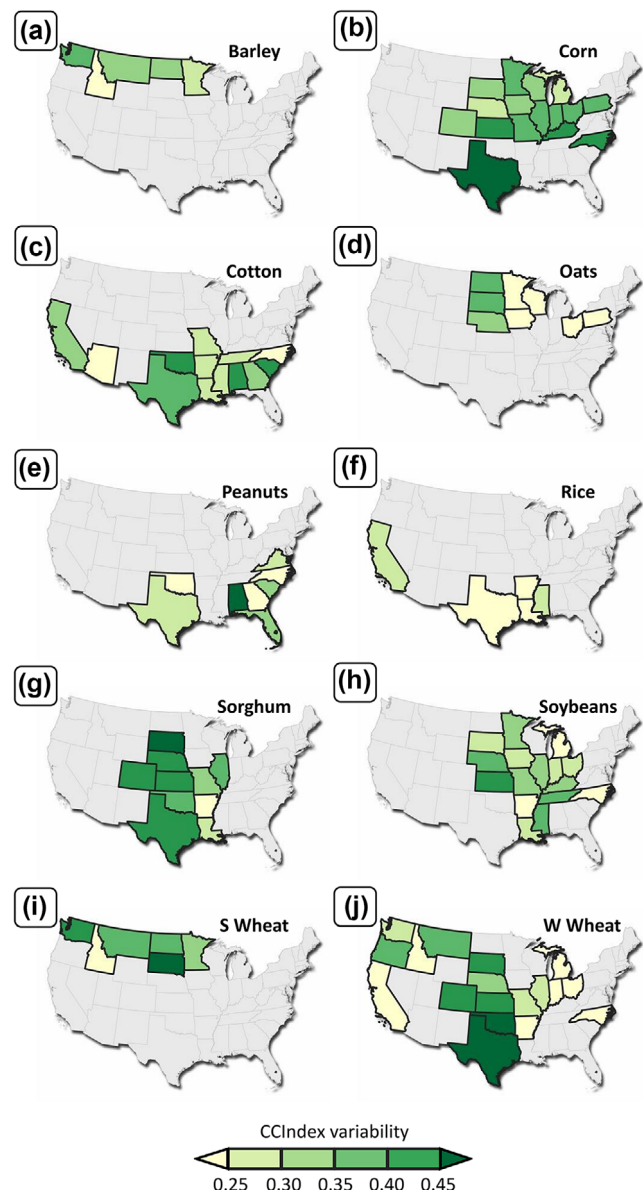 (a) Barley
(b) Corn
(c) Cotton
(d) Oats
(e) Peanuts
(f) Rice
(g) Sorghum
(h) Soybeans
(i) S Wheat
(j) W Wheat
CCIndex variability
0.25 0.30 0.35 0.40 0.45